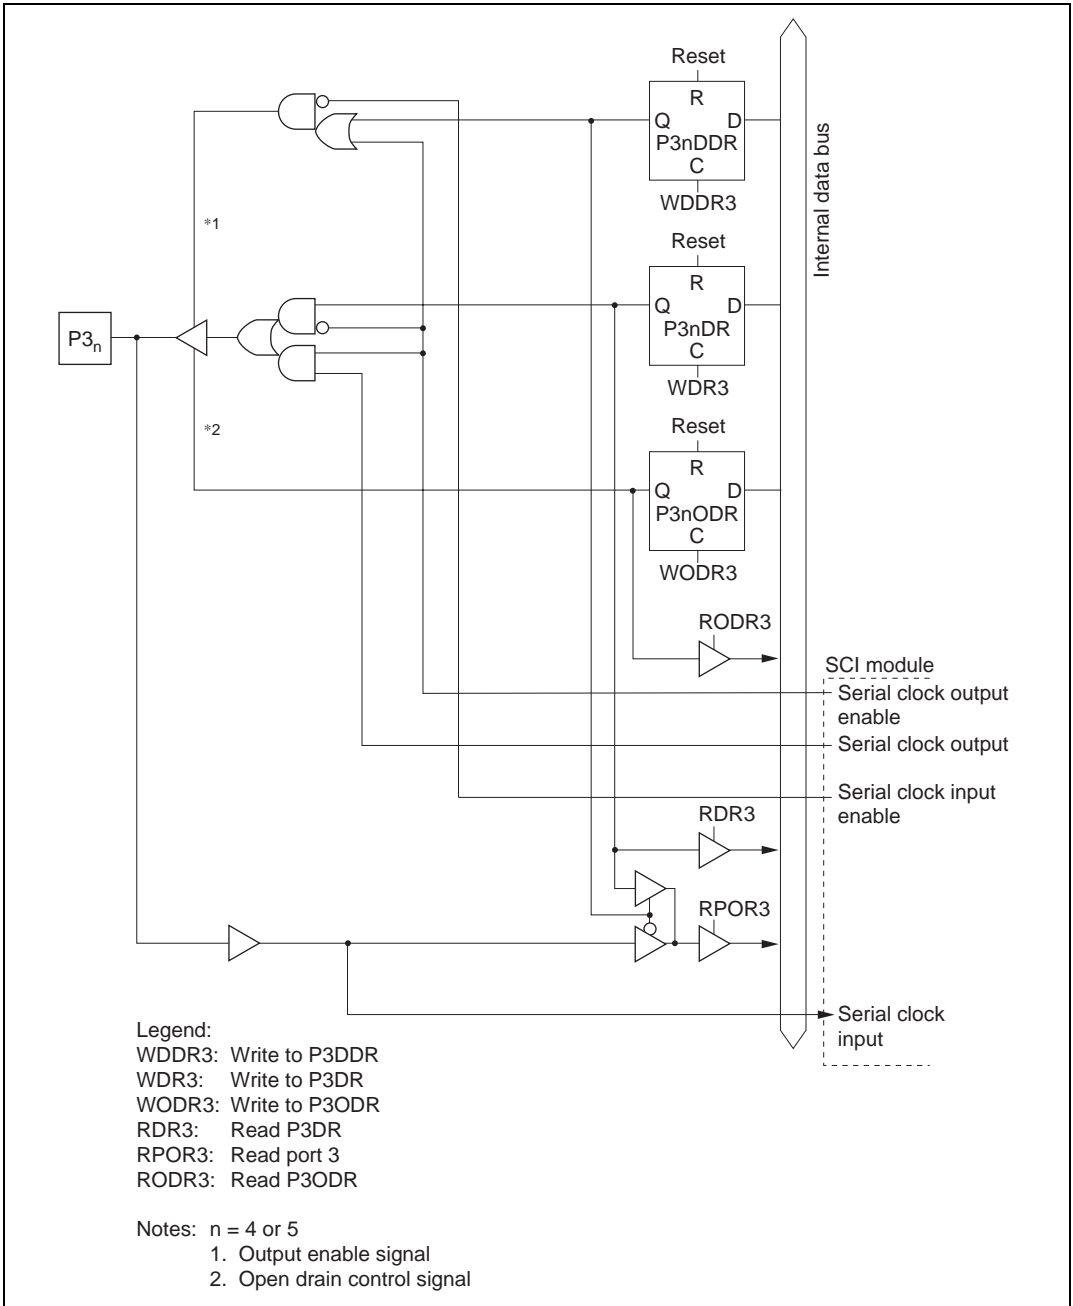 Reset
R
Q D
P3nDDR
C
WDDR3
Internal data bus
*1
Reset
R
Q D
P3nDR
C
WDR3
P3n
*2
Reset
R
Q D
P3nODR
C
WODR3
RODR3
SCI module
Serial clock output
enable
Serial clock output
Serial clock input
enable
RDR3
RPOR3
Serial clock
input
Legend:
WDDR3: Write to P3DDR
WDR3: Write to P3DR
WODR3: Write to P3ODR
RDR3: Read P3DR
RPOR3: Read port 3
RODR3: Read P3ODR
Notes: n = 4 or 5
1. Output enable signal
2. Open drain control signal